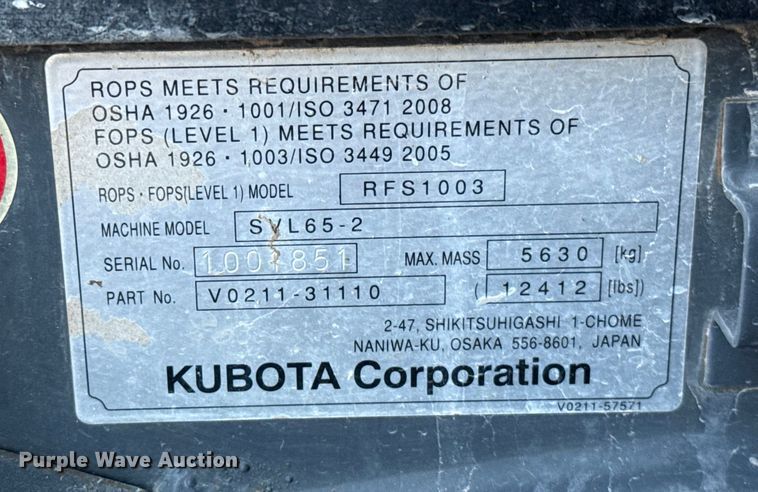 ROPS MEETS REQUIREMENTS OF
OSHA 1926 · 1001/ISO 3471 2008
FOPS (LEVEL 1) MEETS REQUIREMENTS OF
OSHA 1926 · 1003/ISO 3449 2005
ROPS · FOPS(LEVEL 1) MODEL RFS1003
MACHINE MODEL SVL65-2
SERIAL No. MAX. MASS 5630 [kg]
PART No. V0211-31110 (12412 [lbs])
2-47, SHIKITSUHIGASHI 1-CHOME
NANIWA-KU, OSAKA 556-8601, JAPAN
KUBOTA Corporation
V0211-57571
Purple Wave Auction